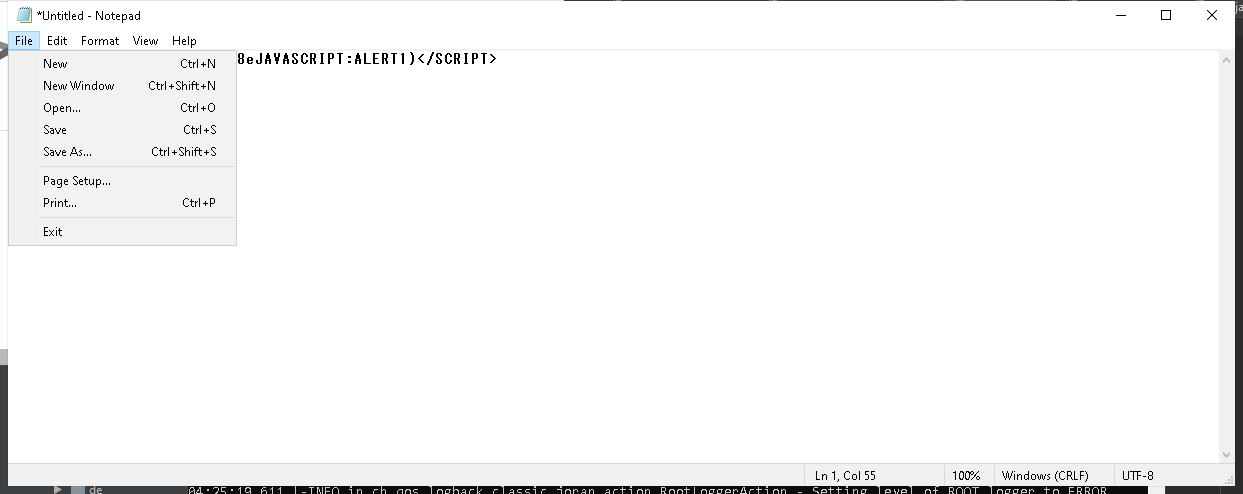 *Untitled - Notepad
File Edit Format View Help
8eJAVASCRIPT:ALERT1)</SCRIPT>
New Ctrl+N
New Window Ctrl+Shift+N
Open... Ctrl+O
Save Ctrl+S
Save As... Ctrl+Shift+S
Page Setup...
Print... Ctrl+P
Exit
Ln 1, Col 55 100% Windows (CRLF) UTF-8
de 04:25:19,611 |-INFO in ch.qos.logback.classic.joran.action.RootLoggerAction - Setting level of ROOT logger to ERROR